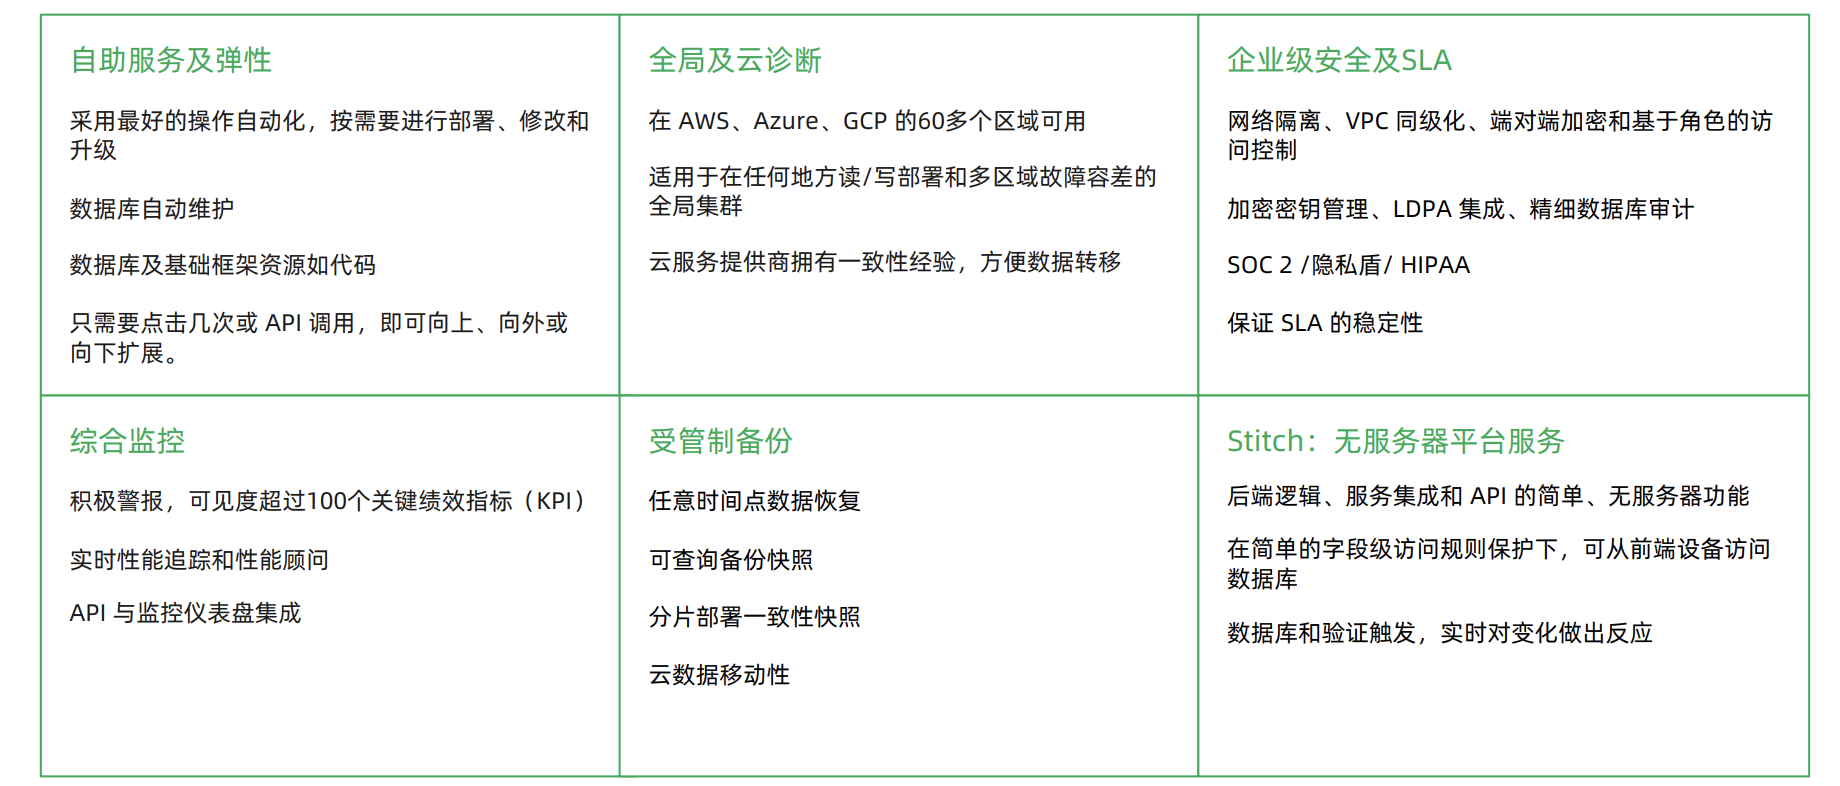 自助服务及弹性
采用最好的操作自动化，按需要进行部署、修改和
升级
数据库自动维护
数据库及基础框架资源如代码
只需要点击几次或 API 调用，即可向上、向外或
向下扩展。
全局及云诊断
在 AWS、Azure、GCP 的60多个区域可用
适用于在任何地方读/写部署和多区域故障容差的
全局集群
云服务提供商拥有一致性经验，方便数据转移
企业级安全及SLA
网络隔离、VPC 同级化、端对端加密和基于角色的访
问控制
加密密钥管理、LDPA 集成、精细数据库审计
SOC 2 /隐私盾/ HIPAA
保证 SLA 的稳定性
综合监控
积极警报，可见度超过100个关键绩效指标（KPI）
实时性能追踪和性能顾问
API 与监控仪表盘集成
受管制备份
任意时间点数据恢复
可查询备份快照
分片部署一致性快照
云数据移动性
Stitch：无服务器平台服务
后端逻辑、服务集成和 API 的简单、无服务器功能
在简单的字段级访问规则保护下，可从前端设备访问
数据库
数据库和验证触发，实时对变化做出反应